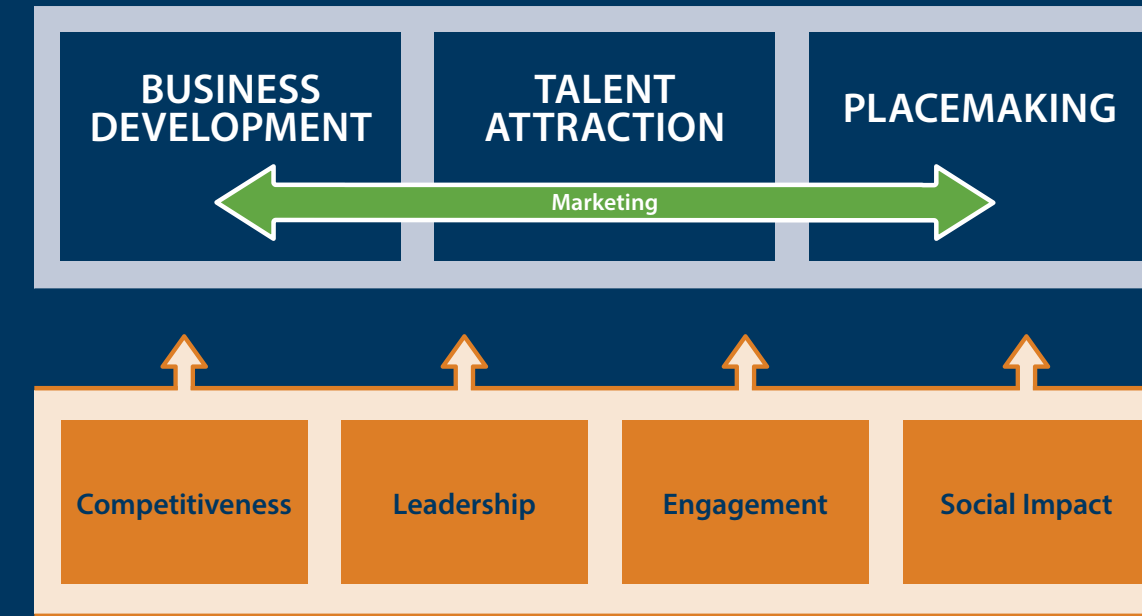 BUSINESS
DEVELOPMENT
TALENT
ATTRACTION
PLACEMAKING
Marketing
Competitiveness
Leadership
Engagement
Social Impact